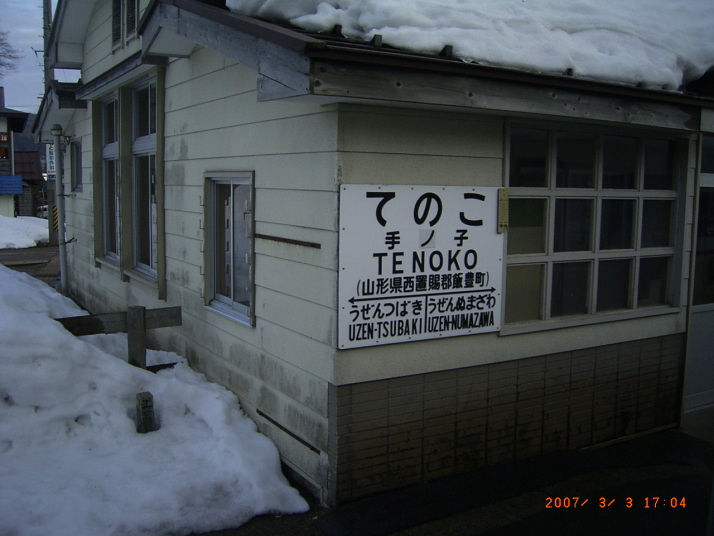 てのこ
手ノ子
TENOKO
(山形県西置賜郡飯豊町)
うぜんつばき うぜんぬまざわ
UZEN-TSUBAKI UZEN-NUMAZAWA
2007/ 3/ 3 17:04